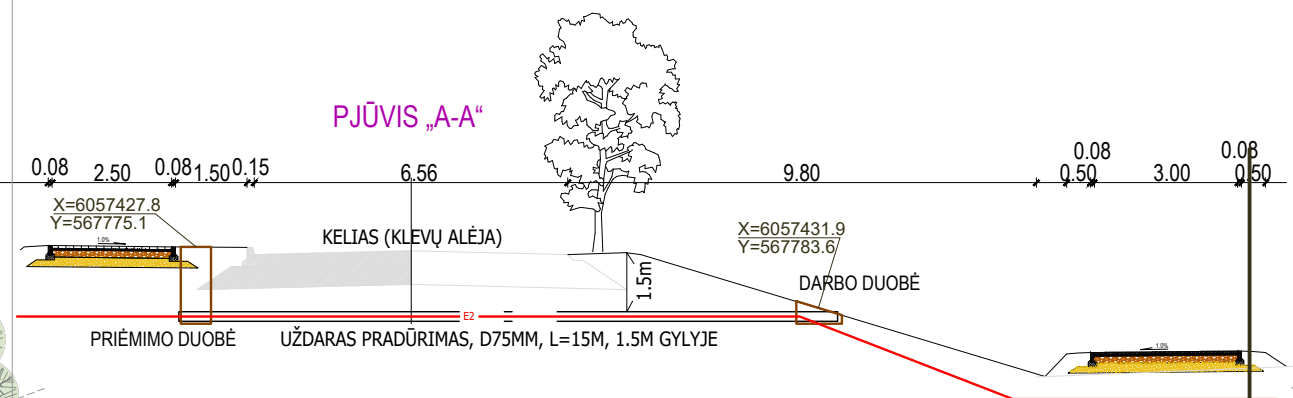 PJŪVIS „A-A“
0.08 2.50 0.08 1.50 0.15 6.56 9.80 0.50 0.08 3.00 0.08 0.50
X=6057427.8
Y=567775.1
X=6057431.9
Y=567783.6
1.0%
KELIAS (KLEVŲ ALĖJA)
1.5m
DARBO DUOBĖ
E2
PRIĖMIMO DUOBĖ
UŽDARAS PRADŪRIMAS, D75MM, L=15M, 1.5M GYLYJE
1.0%